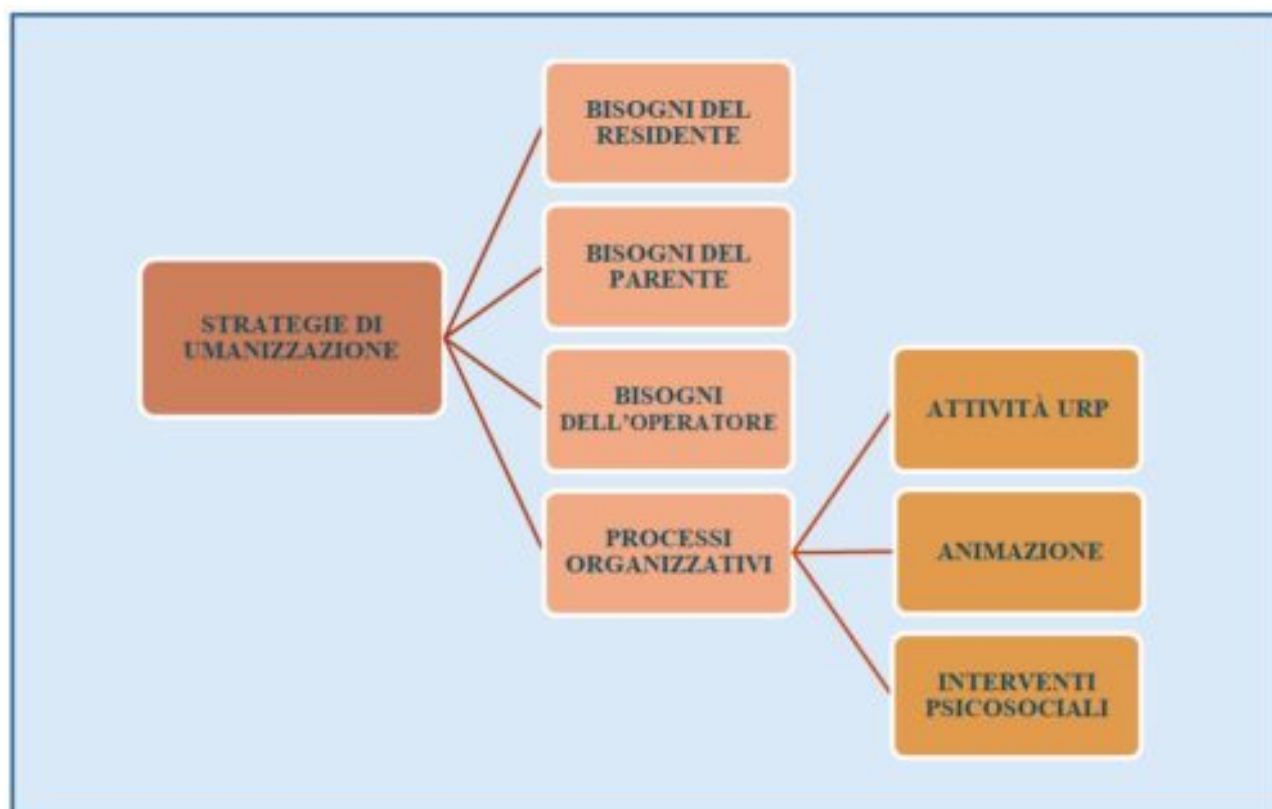 STRATEGIE DI
UMANIZZAZIONE
BISOGNI DEL
RESIDENTE
BISOGNI DEL
PARENTE
BISOGNI
DELL'OPERATORE
PROCESSI
ORGANIZZATIVI
ATTIVITÀ URP
ANIMAZIONE
INTERVENTI
PSICOSOCIALI